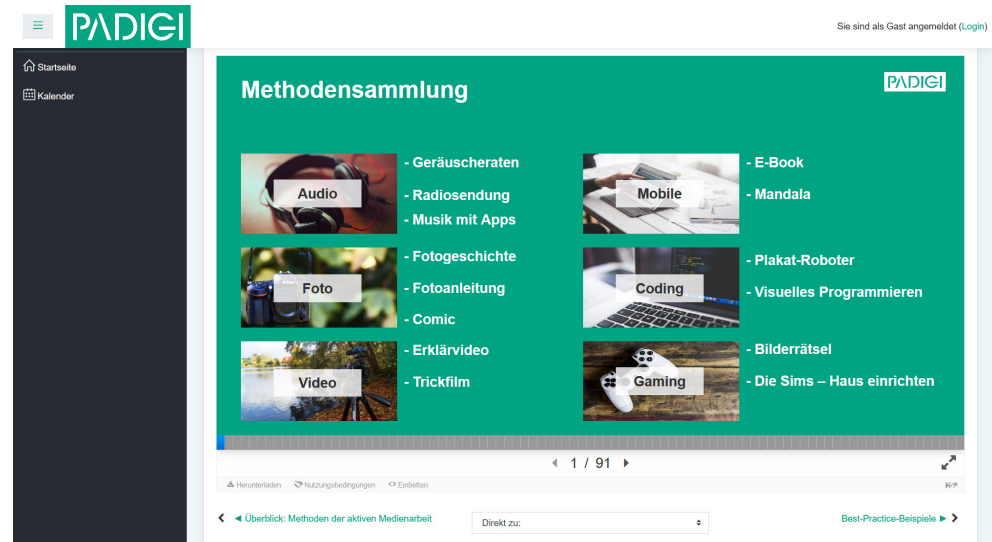 PADIGI
Sie sind als Gast angemeldet (Login)
Startseite
Kalender
Methodensammlung
PADIGI
Audio
- Geräuscheraten
- Radiosendung
- Musik mit Apps
Mobile
- E-Book
- Mandala
Foto
- Fotogeschichte
- Fotoanleitung
- Comic
Coding
- Plakat-Roboter
- Visuelles Programmieren
Video
- Erklärvideo
- Trickfilm
Gaming
- Bilderrätsel
- Die Sims – Haus einrichten
1 / 91
Herunterladen
Nutzungsbedingungen
<> Einbetten
H5P
◄ Überblick: Methoden der aktiven Medienarbeit
Direkt zu:
Best-Practice-Beispiele ►